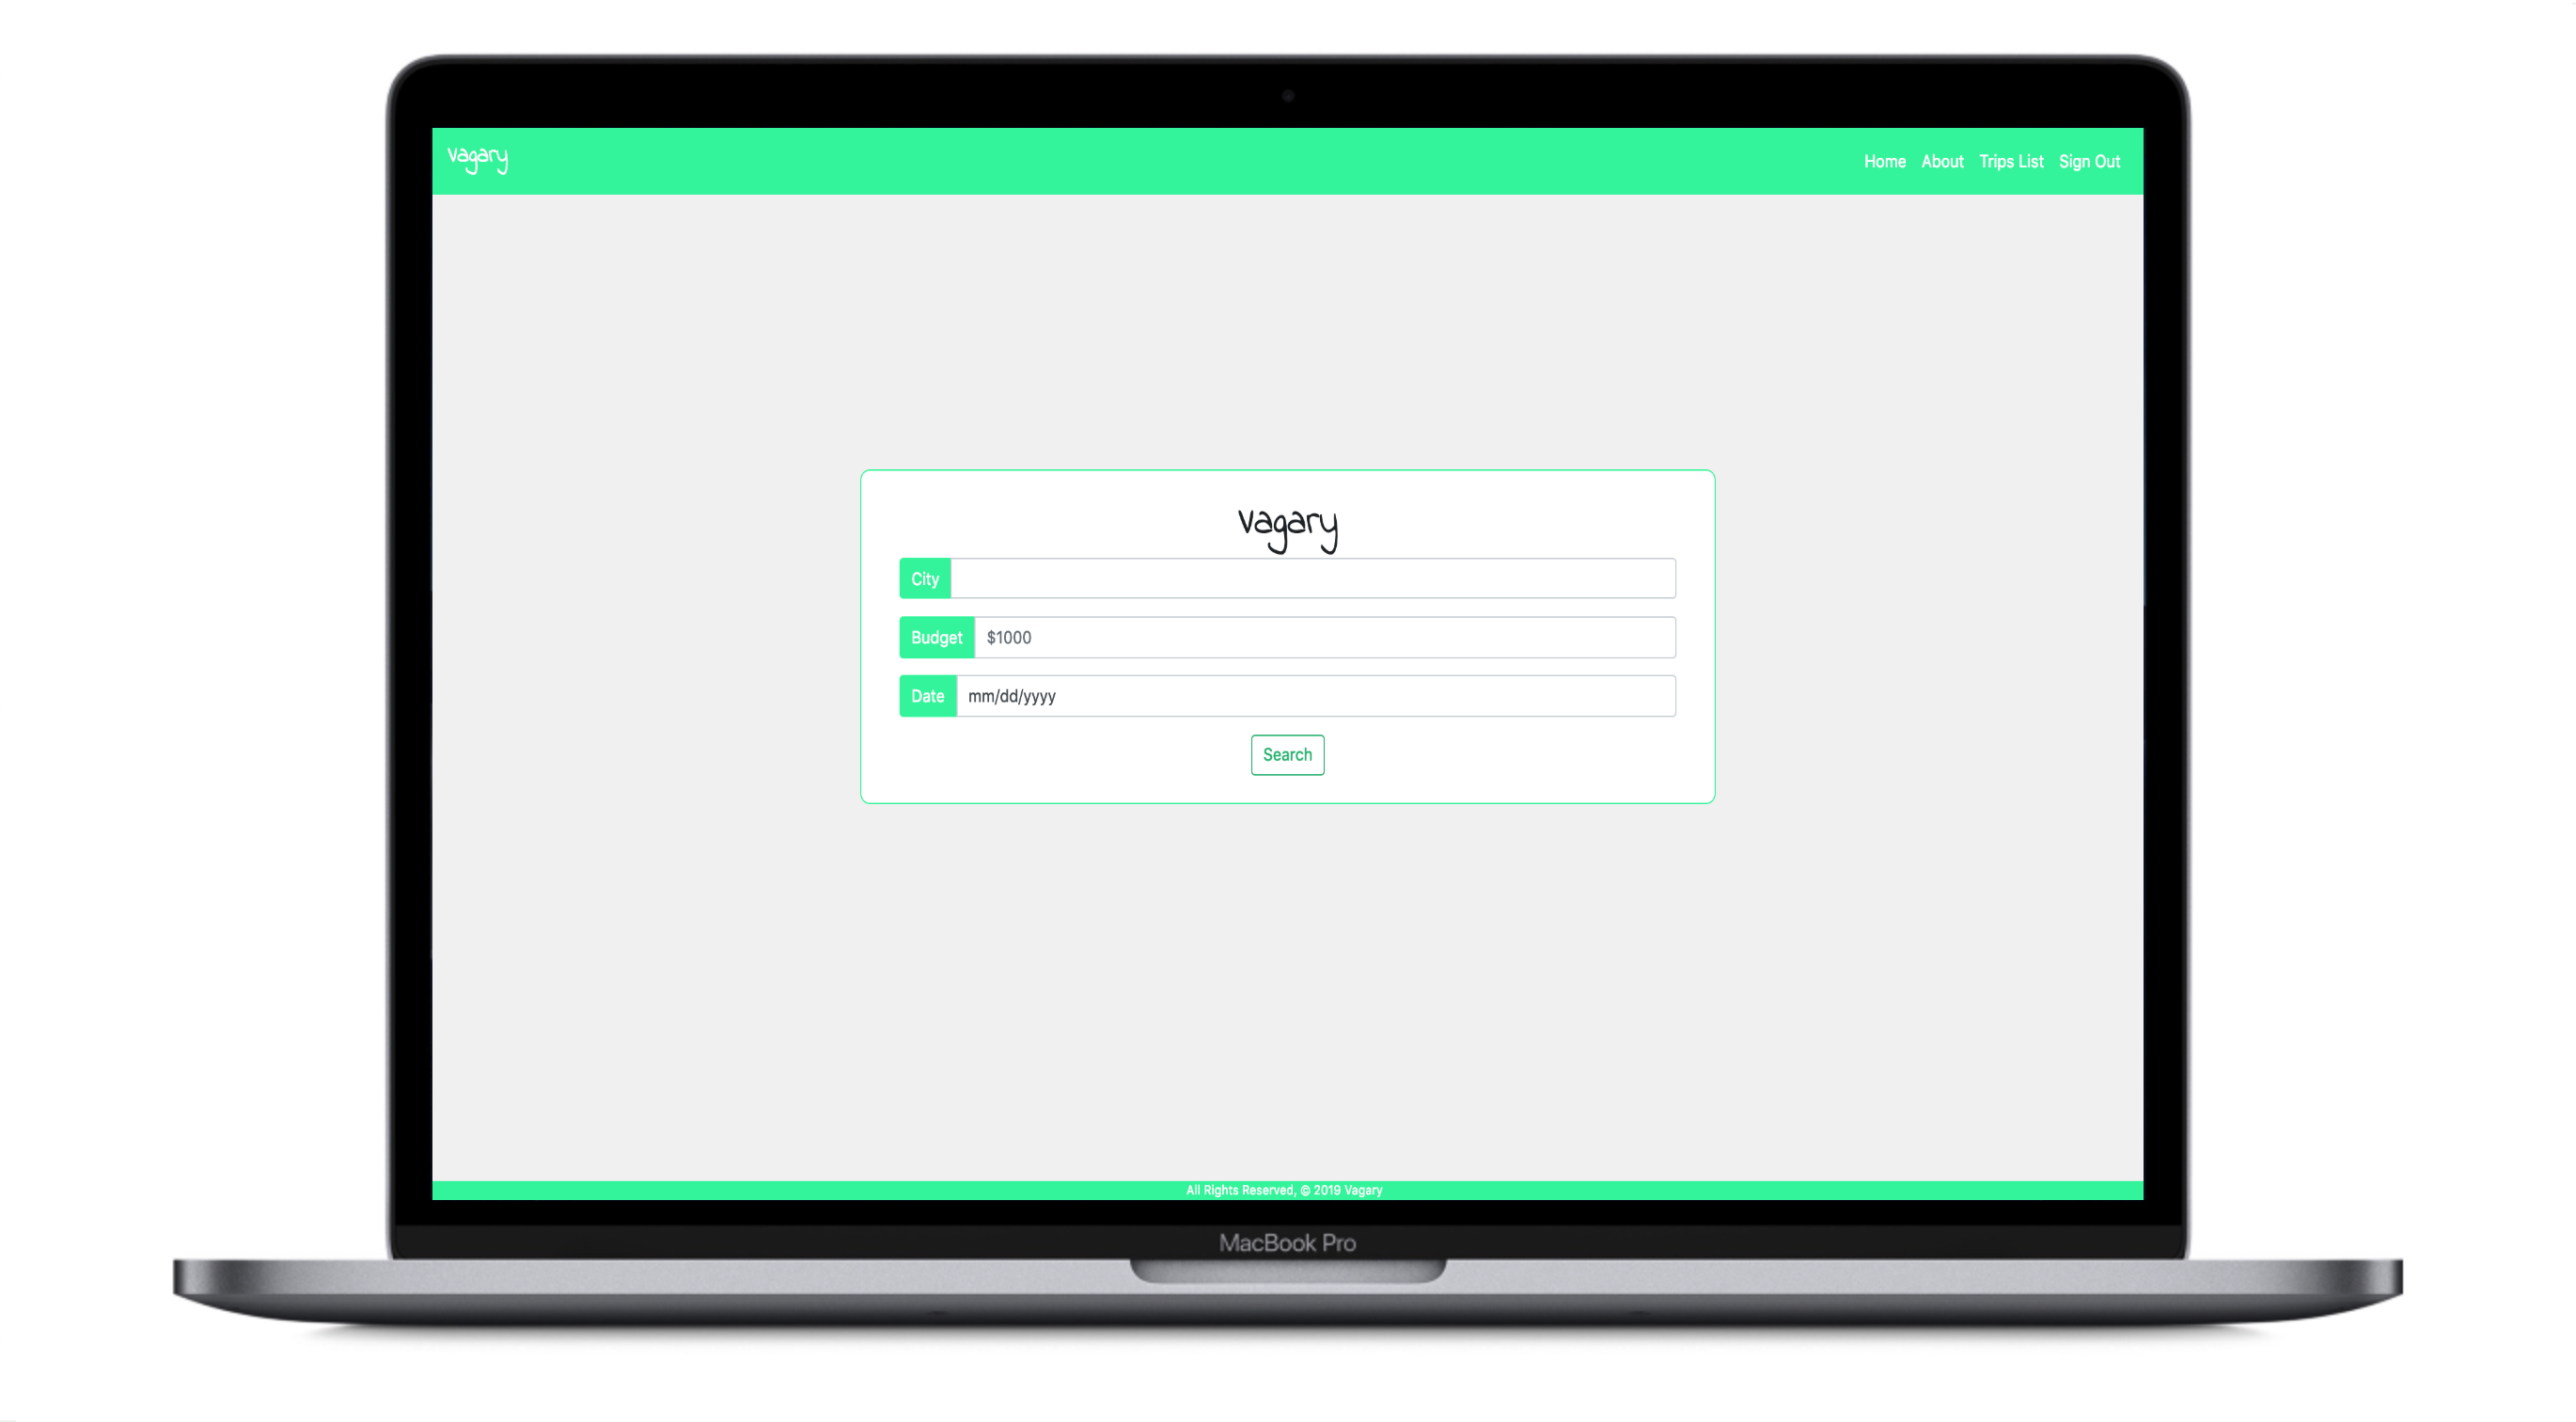 Vagary
Home About Trips List Sign Out
Vagary
City
Budget $1000
Date mm/dd/yyyy
Search
All Rights Reserved, © 2019 Vagary
MacBook Pro